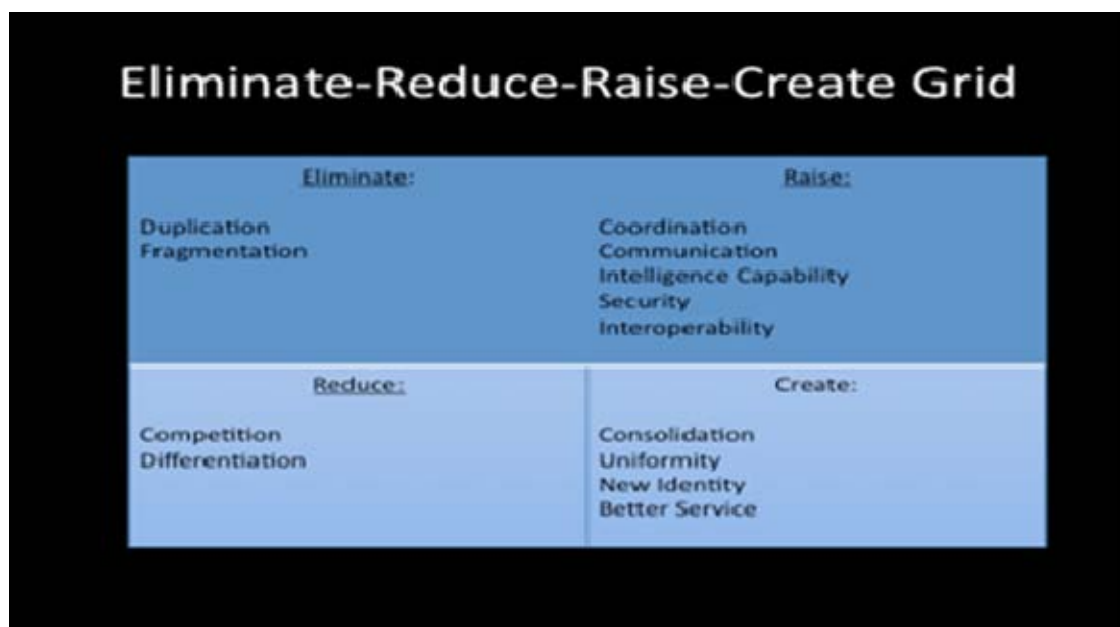 Eliminate-Reduce-Raise-Create Grid
Eliminate:
Duplication
Fragmentation
Raise:
Coordination
Communication
Intelligence Capability
Security
Interoperability
Reduce:
Competition
Differentiation
Create:
Consolidation
Uniformity
New Identity
Better Service